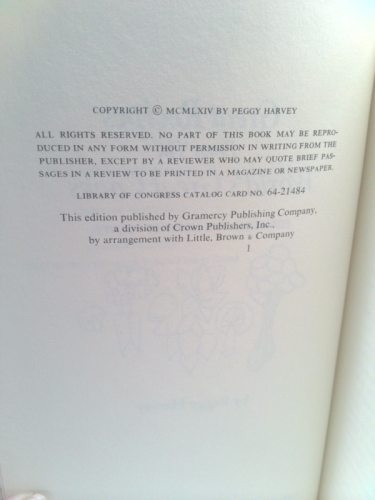 COPYRIGHT © MCMLXIV BY PEGGY HARVEY
ALL RIGHTS RESERVED. NO PART OF THIS BOOK MAY BE REPRO-
DUCED IN ANY FORM WITHOUT PERMISSION IN WRITING FROM THE
PUBLISHER, EXCEPT BY A REVIEWER WHO MAY QUOTE BRIEF PAS-
SAGES IN A REVIEW TO BE PRINTED IN A MAGAZINE OR NEWSPAPER.
LIBRARY OF CONGRESS CATALOG CARD NO. 64-21484
This edition published by Gramercy Publishing Company,
a division of Crown Publishers, Inc.,
by arrangement with Little, Brown & Company
1